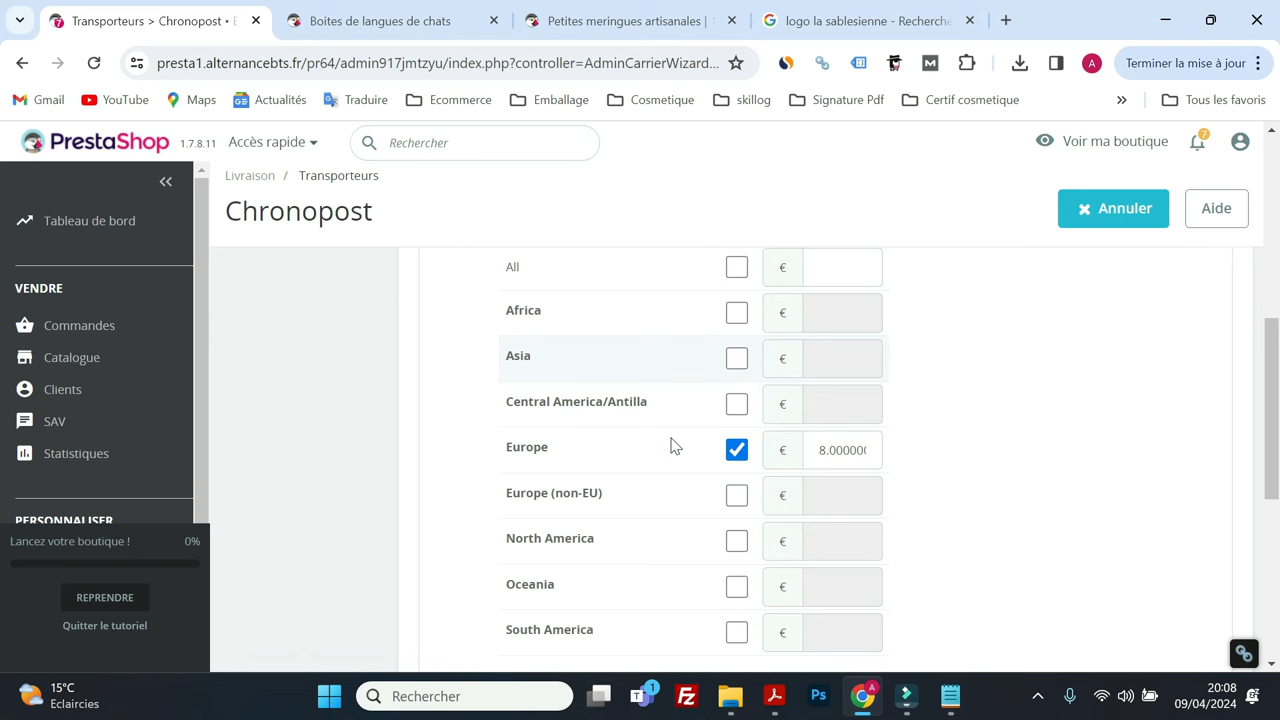 Transporteurs > Chronopost • E
Boites de langues de chats
Petites meringues artisanales | 
logo la sablesienne - Recherche
presta1.alternancebts.fr/pr64/admin917jmtzyu/index.php?controller=AdminCarrierWizard...
Terminer la mise à jour
Gmail
YouTube
Maps
Actualités
Traduire
Ecommerce
Emballage
Cosmetique
skillog
Signature Pdf
Certif cosmetique
»
Tous les favoris
PrestaShop
1.7.8.11
Accès rapide
Rechercher
Voir ma boutique
7
Livraison / Transporteurs
Chronopost
Annuler
Aide
Tableau de bord
VENDRE
Commandes
Catalogue
Clients
SAV
Statistiques
PERSONNALISER
Lancez votre boutique ! 0%
REPRENDRE
Quitter le tutoriel
All €
Africa €
Asia €
Central America/Antilla €
Europe € 8.000000
Europe (non-EU) €
North America €
Oceania €
South America €
15°C
Eclaircies
Rechercher
20:08
09/04/2024